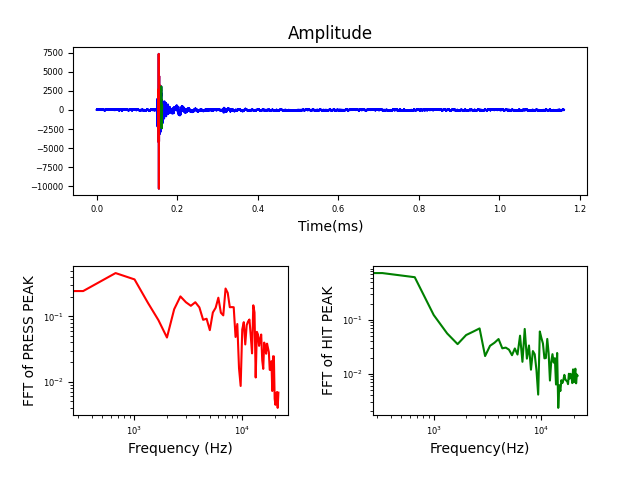 Amplitude
7500
5000
2500
0
−2500
−5000
−7500
−10000
0.0 0.2 0.4 0.6 0.8 1.0 1.2
Time(ms)
FFT of PRESS PEAK
10⁻¹
10⁻²
10³ 10⁴
Frequency (Hz)
FFT of HIT PEAK
10⁻¹
10⁻²
10³ 10⁴
Frequency(Hz)